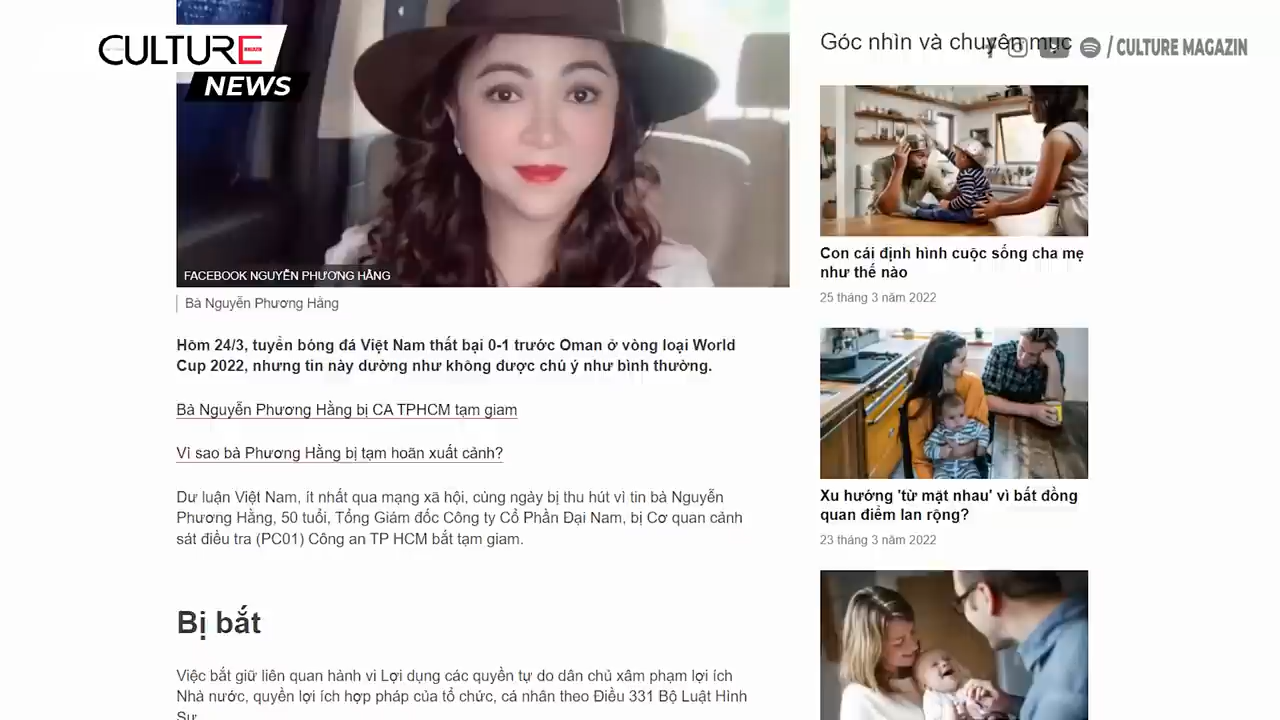 CULTURE
NEWS
FACEBOOK NGUYỄN PHƯƠNG HẰNG
Bà Nguyễn Phương Hằng
Hôm 24/3, tuyển bóng đá Việt Nam thất bại 0-1 trước Oman ở vòng loại World
Cup 2022, nhưng tin này dường như không được chú ý như bình thường.
Bà Nguyễn Phương Hằng bị CA TPHCM tạm giam
Vì sao bà Phương Hằng bị tạm hoãn xuất cảnh?
Dư luận Việt Nam, ít nhất qua mạng xã hội, cùng ngày bị thu hút vì tin bà Nguyễn
Phương Hằng, 50 tuổi, Tổng Giám đốc Công ty Cổ Phần Đại Nam, bị Cơ quan cảnh
sát điều tra (PC01) Công an TP HCM bắt tạm giam.
Bị bắt
Việc bắt giữ liên quan hành vi Lợi dụng các quyền tự do dân chủ xâm phạm lợi ích
Nhà nước, quyền lợi ích hợp pháp của tổ chức, cá nhân theo Điều 331 Bộ Luật Hình
Sự
Góc nhìn và chuyên mục
/ CULTURE MAGAZIN
Con cái định hình cuộc sống cha mẹ
như thế nào
25 tháng 3 năm 2022
Xu hướng 'từ mặt nhau' vì bất đồng
quan điểm lan rộng?
23 tháng 3 năm 2022